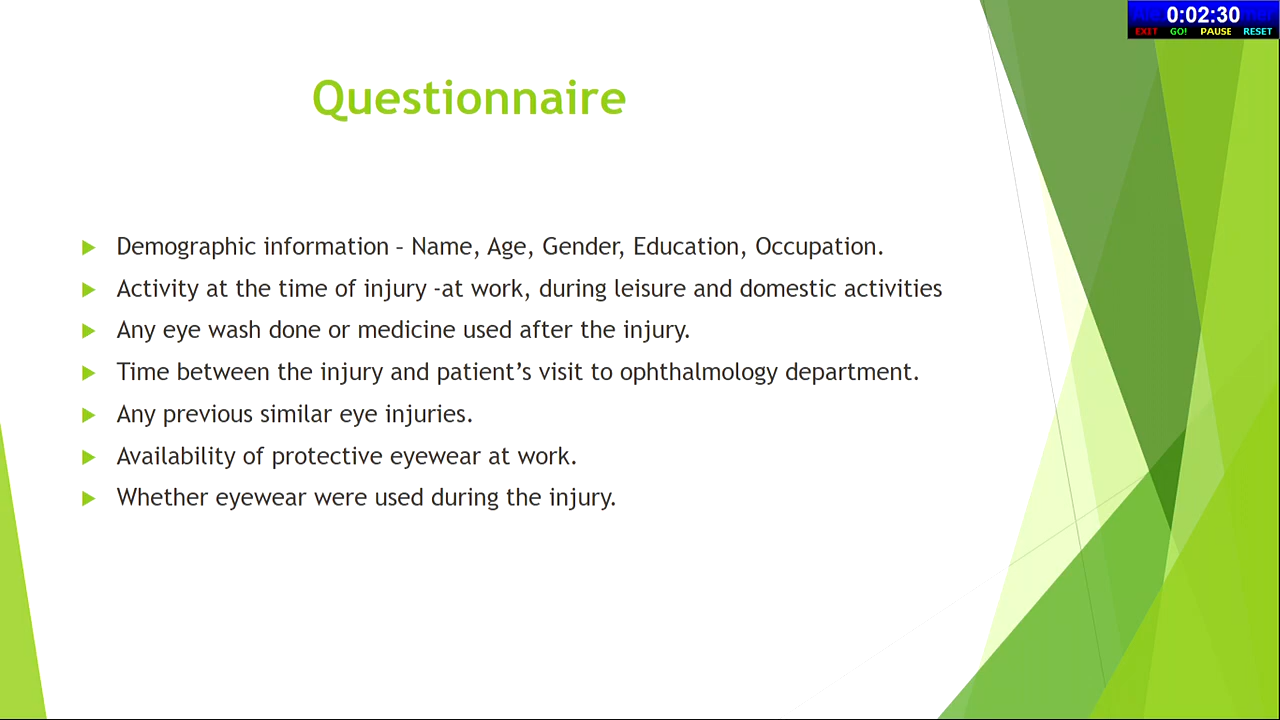 0:02:30
EXIT GO! PAUSE RESET
Questionnaire
Demographic information – Name, Age, Gender, Education, Occupation.
Activity at the time of injury -at work, during leisure and domestic activities
Any eye wash done or medicine used after the injury.
Time between the injury and patient’s visit to ophthalmology department.
Any previous similar eye injuries.
Availability of protective eyewear at work.
Whether eyewear were used during the injury.